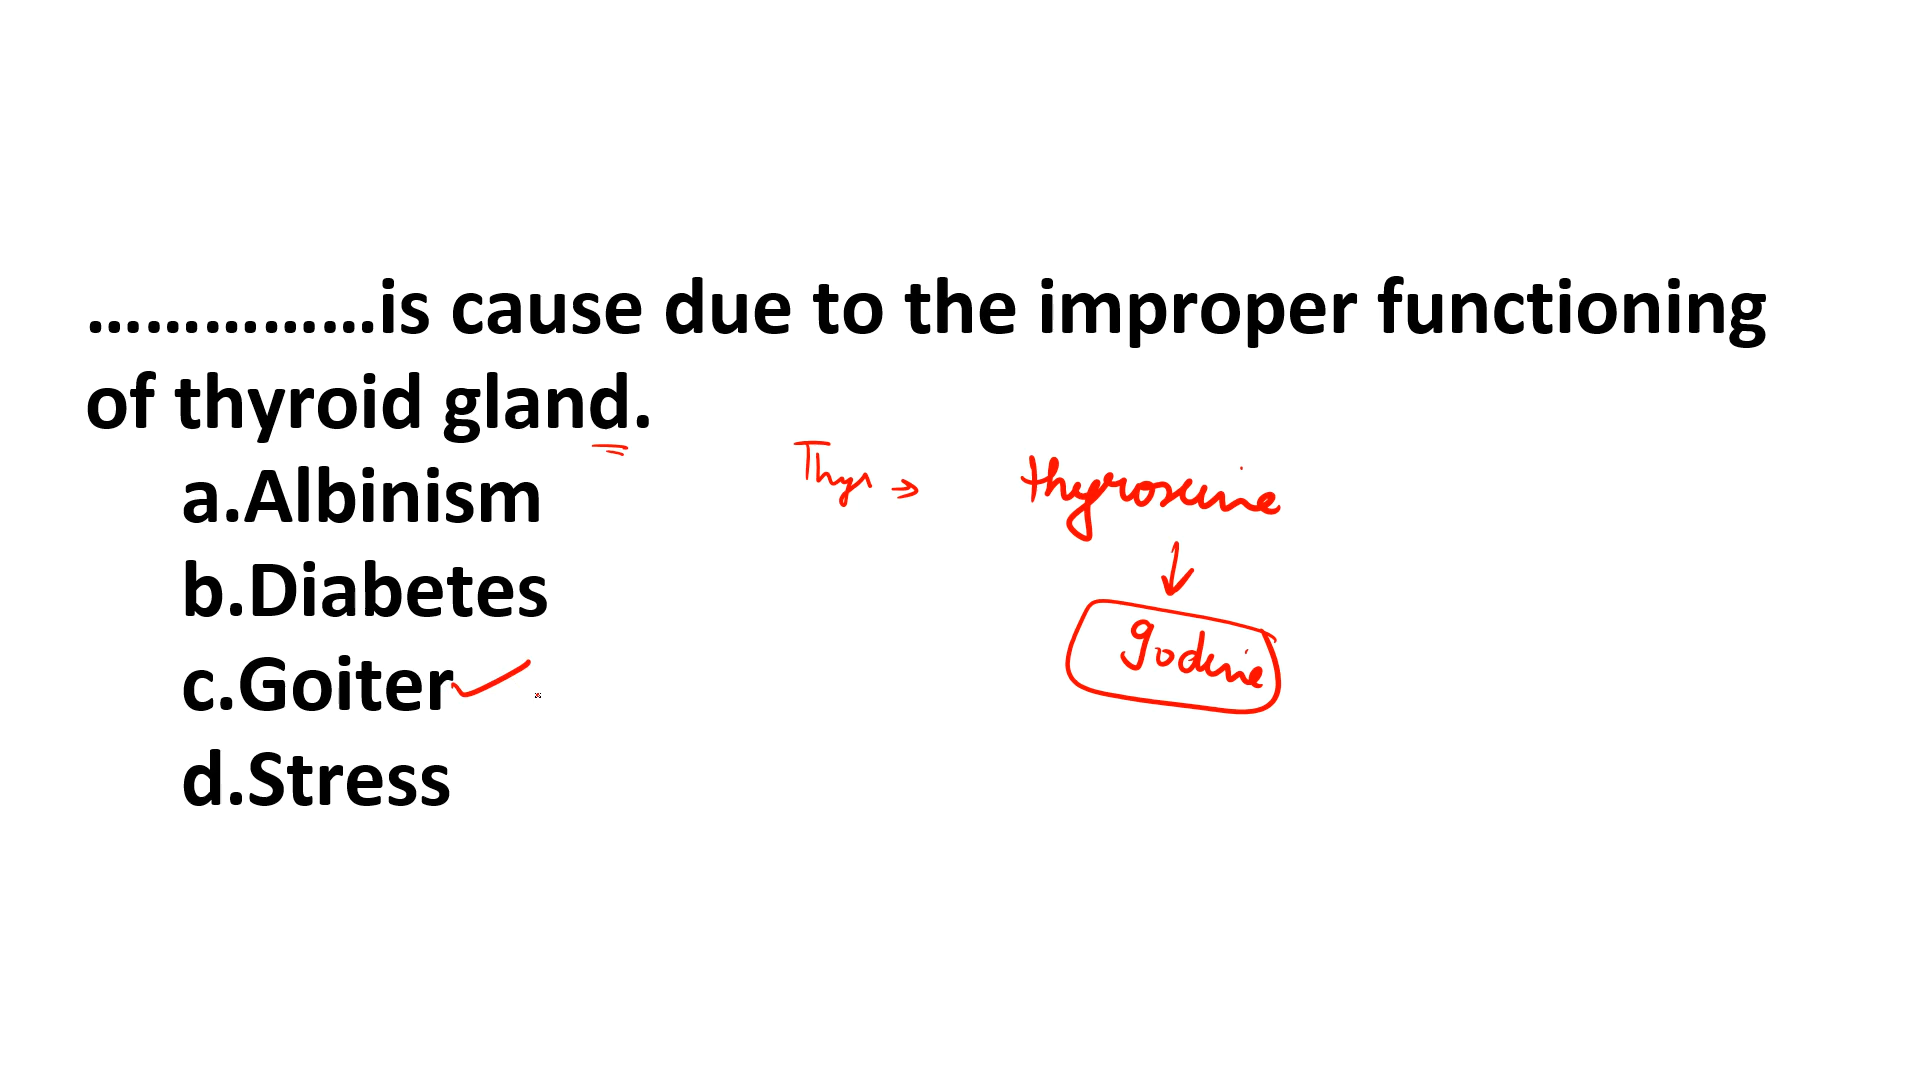 ……………is cause due to the improper functioning
of thyroid gland.
a.Albinism
b.Diabetes
c.Goiter
d.Stress
Thyr → thyroxine
Iodine